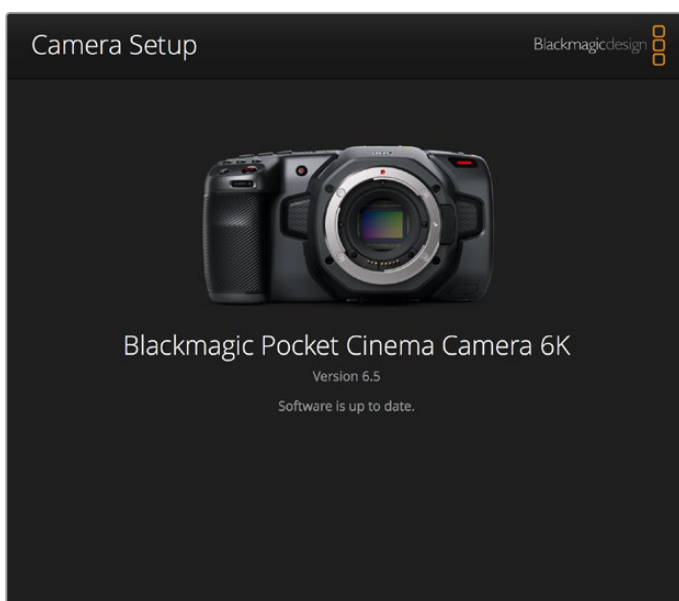 Camera Setup
Blackmagicdesign
Blackmagic Pocket Cinema Camera 6K
Version 6.5
Software is up to date.